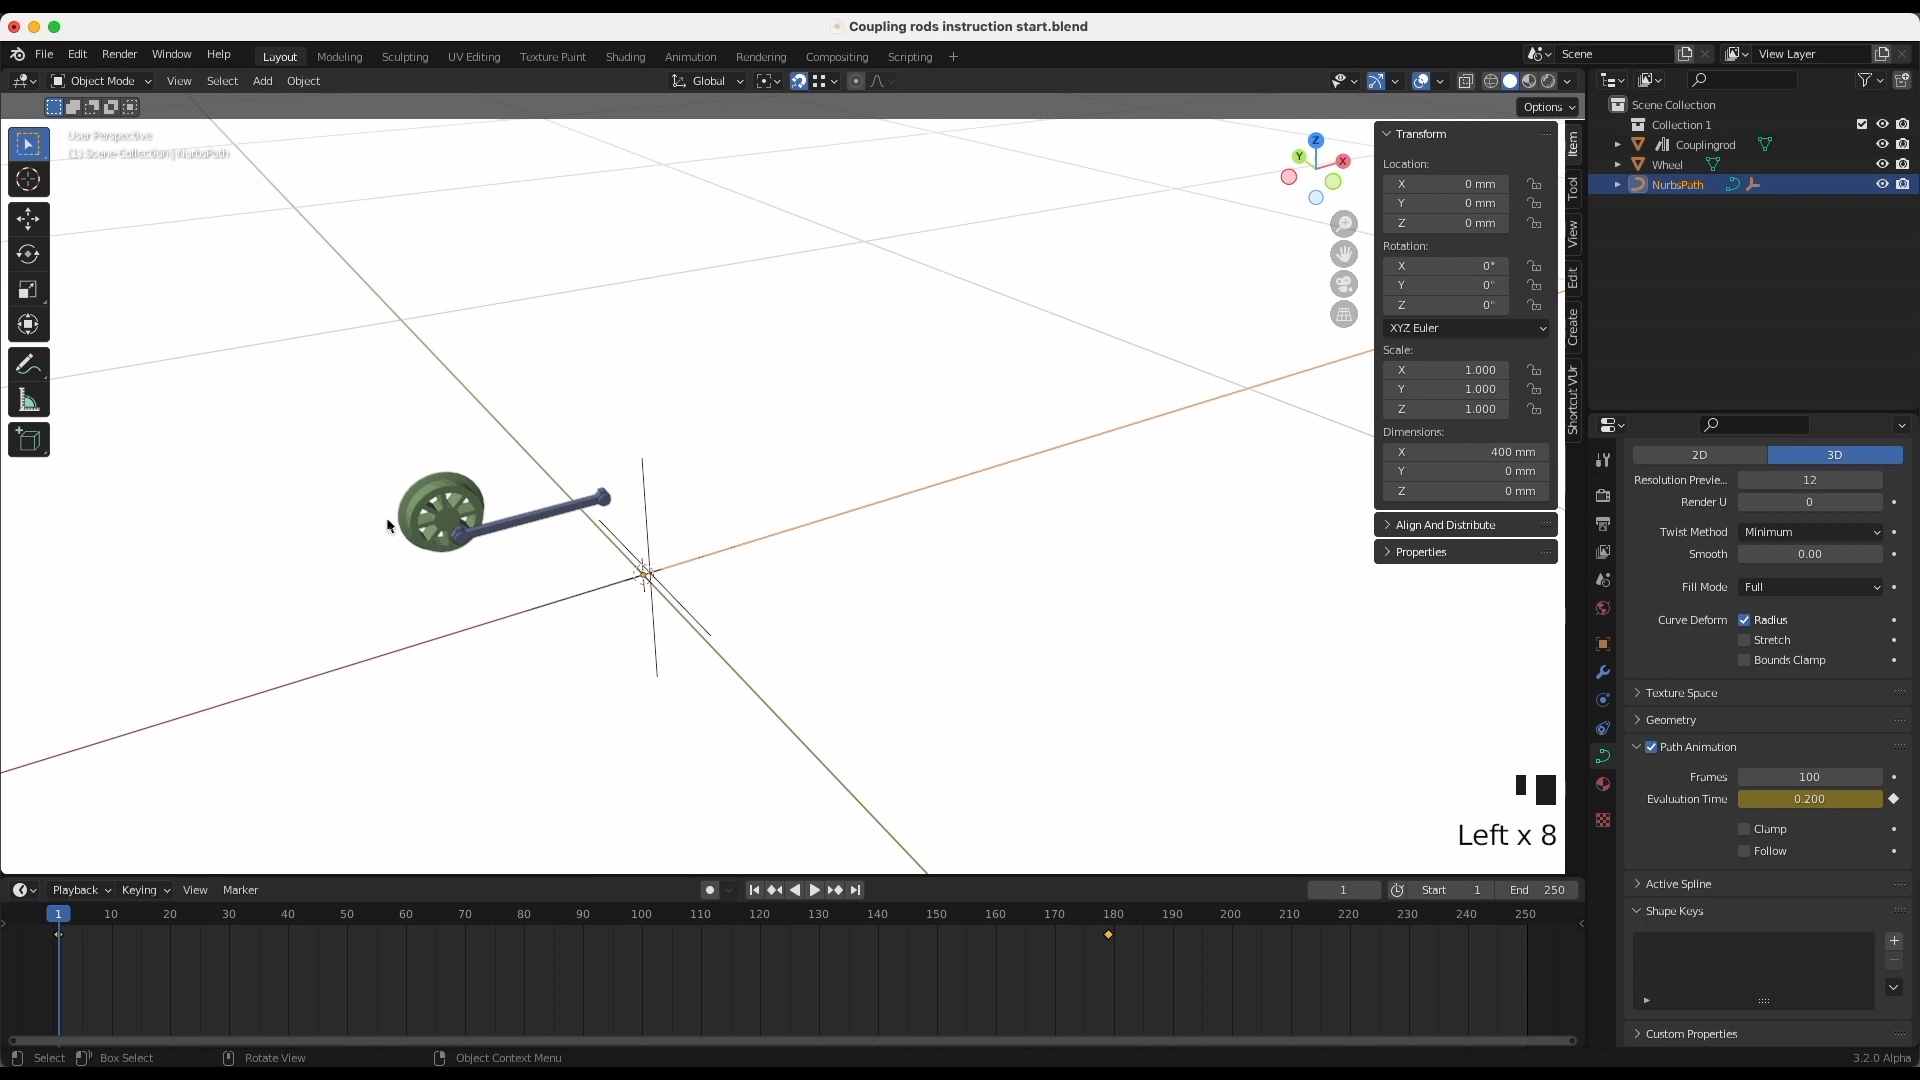 Coupling rods instruction start.blend
File Edit Render Window Help Layout Modeling Sculpting UV Editing Texture Paint Shading Animation Rendering Compositing Scripting + Scene View Layer
Object Mode View Select Add Object Global
Options
User Perspective
(1) Scene Collection | NurbsPath
Z
Y
X
Transform
Location:
X 0 mm
Y 0 mm
Z 0 mm
Rotation:
X 0°
Y 0°
Z 0°
XYZ Euler
Scale:
X 1.000
Y 1.000
Z 1.000
Dimensions:
X 400 mm
Y 0 mm
Z 0 mm
Align And Distribute
Properties
Item
Tool
View
Edit
Create
Shortcut VUr
Scene Collection
Collection 1
Couplingrod
Wheel
NurbsPath
2D 3D
Resolution Previe... 12
Render U 0
Twist Method Minimum
Smooth 0.00
Fill Mode Full
Curve Deform Radius
Stretch
Bounds Clamp
Texture Space
Geometry
Path Animation
Frames 100
Evaluation Time 0.200
Clamp
Follow
Active Spline
Shape Keys
Custom Properties
Left x 8
Playback Keying View Marker 1 Start 1 End 250
1 10 20 30 40 50 60 70 80 90 100 110 120 130 140 150 160 170 180 190 200 210 220 230 240 250
Select Box Select Rotate View Object Context Menu 3.2.0 Alpha